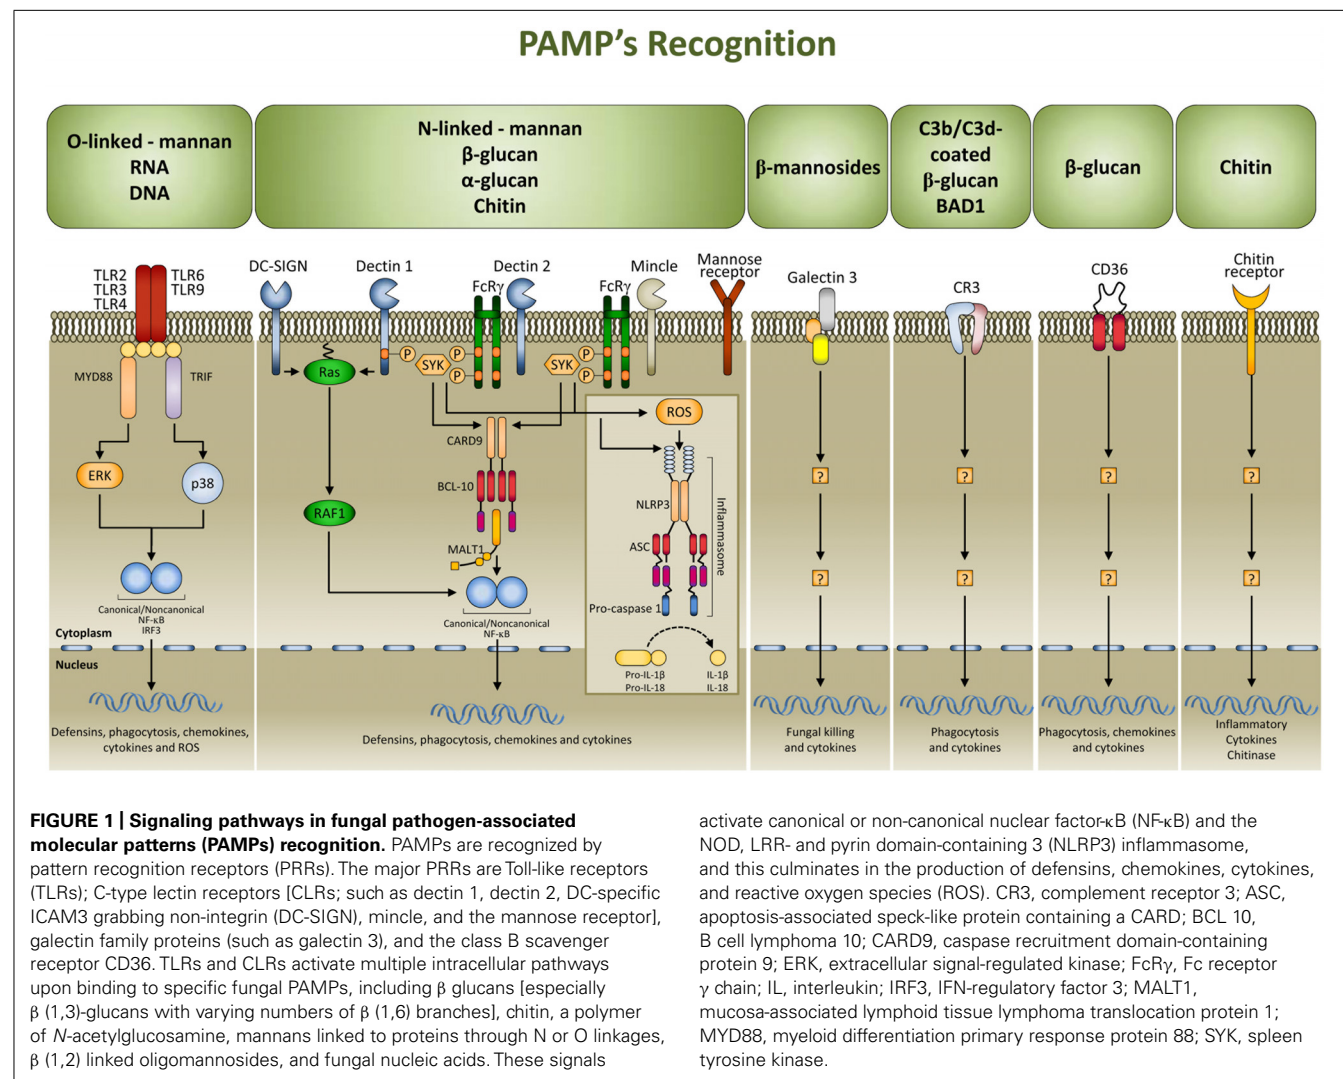 PAMP's Recognition
O-linked - mannan
RNA
DNA
N-linked - mannan
β-glucan
α-glucan
Chitin
β-mannosides
C3b/C3d-
coated
β-glucan
BAD1
β-glucan
Chitin
TLR2
TLR3
TLR4
TLR6
TLR9
MYD88
TRIF
ERK
p38
Canonical/Noncanonical
NF-κB
IRF3
Cytoplasm
Nucleus
Defensins, phagocytosis, chemokines,
cytokines and ROS
DC-SIGN
Dectin 1
FcRγ
Dectin 2
FcRγ
Mincle
Mannose
receptor
Ras
P
SYK
P
P
SYK
P
P
RAF1
CARD9
BCL-10
MALT1
Canonical/Noncanonical
NF-κB
ROS
NLRP3
ASC
Pro-caspase 1
Inflammasome
Pro-IL-1β
Pro-IL-18
IL-1β
IL-18
Defensins, phagocytosis, chemokines and cytokines
Galectin 3
?
?
Fungal killing
and cytokines
CR3
?
?
Phagocytosis
and cytokines
CD36
?
?
Phagocytosis, chemokines
and cytokines
Chitin
receptor
?
?
Inflammatory
Cytokines
Chitinase
FIGURE 1 | Signaling pathways in fungal pathogen-associated
molecular patterns (PAMPs) recognition. PAMPs are recognized by
pattern recognition receptors (PRRs). The major PRRs are Toll-like receptors
(TLRs); C-type lectin receptors [CLRs; such as dectin 1, dectin 2, DC-specific
ICAM3 grabbing non-integrin (DC-SIGN), mincle, and the mannose receptor],
galectin family proteins (such as galectin 3), and the class B scavenger
receptor CD36. TLRs and CLRs activate multiple intracellular pathways
upon binding to specific fungal PAMPs, including β glucans [especially
β (1,3)-glucans with varying numbers of β (1,6) branches], chitin, a polymer
of N-acetylglucosamine, mannans linked to proteins through N or O linkages,
β (1,2) linked oligomannosides, and fungal nucleic acids. These signals
activate canonical or non-canonical nuclear factor-κB (NF-κB) and the
NOD, LRR- and pyrin domain-containing 3 (NLRP3) inflammasome,
and this culminates in the production of defensins, chemokines, cytokines,
and reactive oxygen species (ROS). CR3, complement receptor 3; ASC,
apoptosis-associated speck-like protein containing a CARD; BCL 10,
B cell lymphoma 10; CARD9, caspase recruitment domain-containing
protein 9; ERK, extracellular signal-regulated kinase; FcRγ, Fc receptor
γ chain; IL, interleukin; IRF3, IFN-regulatory factor 3; MALT1,
mucosa-associated lymphoid tissue lymphoma translocation protein 1;
MYD88, myeloid differentiation primary response protein 88; SYK, spleen
tyrosine kinase.